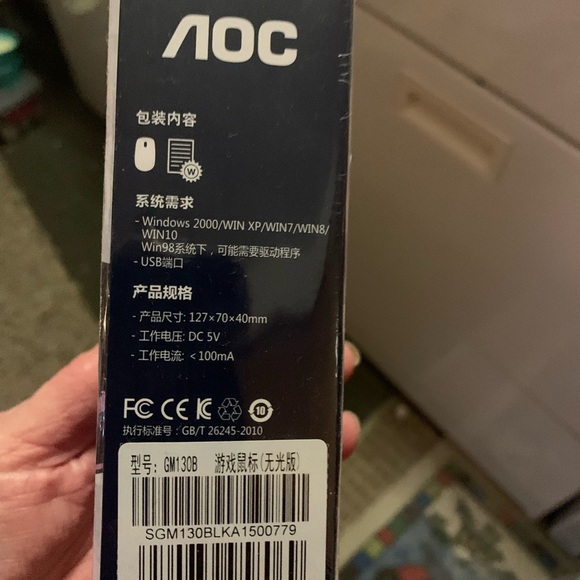 AOC
包装内容
W
系统需求
- Windows 2000/WIN XP/WIN7/WIN8/
WIN10
Win98系统下，可能需要驱动程序
- USB端口
产品规格
- 产品尺寸: 127×70×40mm
- 工作电压: DC 5V
- 工作电流: <100mA
FC CE KC 10
执行标准号: GB/T 26245-2010
型号: GM130B 游戏鼠标(无光版)
SGM130BLKA1500779